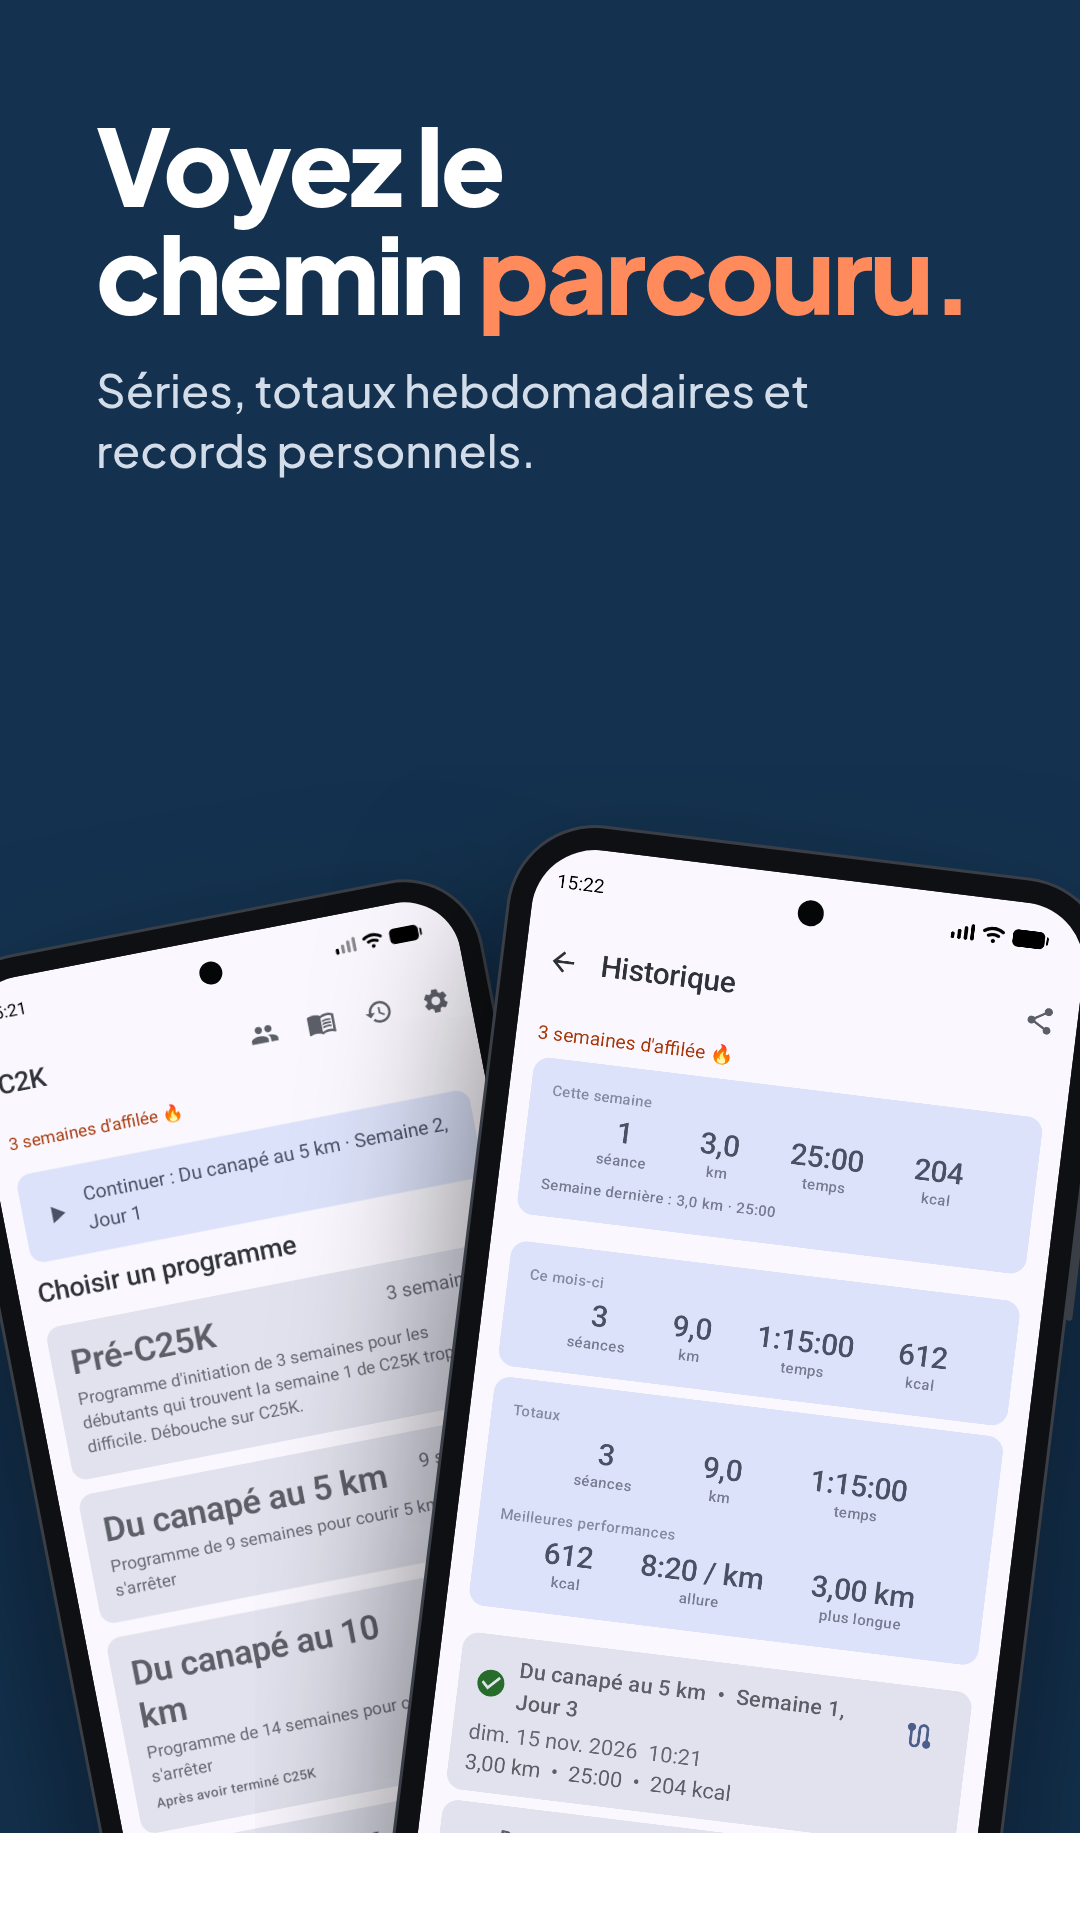 Voyez le
chemin parcouru.
Séries, totaux hebdomadaires et
records personnels.
C2K
3 semaines d'affilée 🔥
Continuer : Du canapé au 5 km · Semaine 2,
Jour 1
Choisir un programme
Pré-C25K
Programme d'initiation de 3 semaines pour les
débutants qui trouvent la semaine 1 de C25K trop
difficile. Débouche sur C25K.
Du canapé au 5 km
Programme de 9 semaines pour courir 5
s'arrêter
Du canapé au 10
km
Programme de 14 semaines pour
s'arrêter
Après avoir terminé C25K
15:22
Historique
3 semaines d'affilée 🔥
Cette semaine
1 3,0 25:00 204
séance km temps kcal
Semaine dernière : 3,0 km · 25:00
Ce mois-ci
3 9,0 1:15:00 612
séances km temps kcal
Totaux
3 9,0 1:15:00
séances km temps
Meilleures performances
612 8:20 / km 3,00 km
kcal allure plus longue
Du canapé au 5 km • Semaine 1,
Jour 3
dim. 15 nov. 2026 10:21
3,00 km • 25:00 • 204 kcal